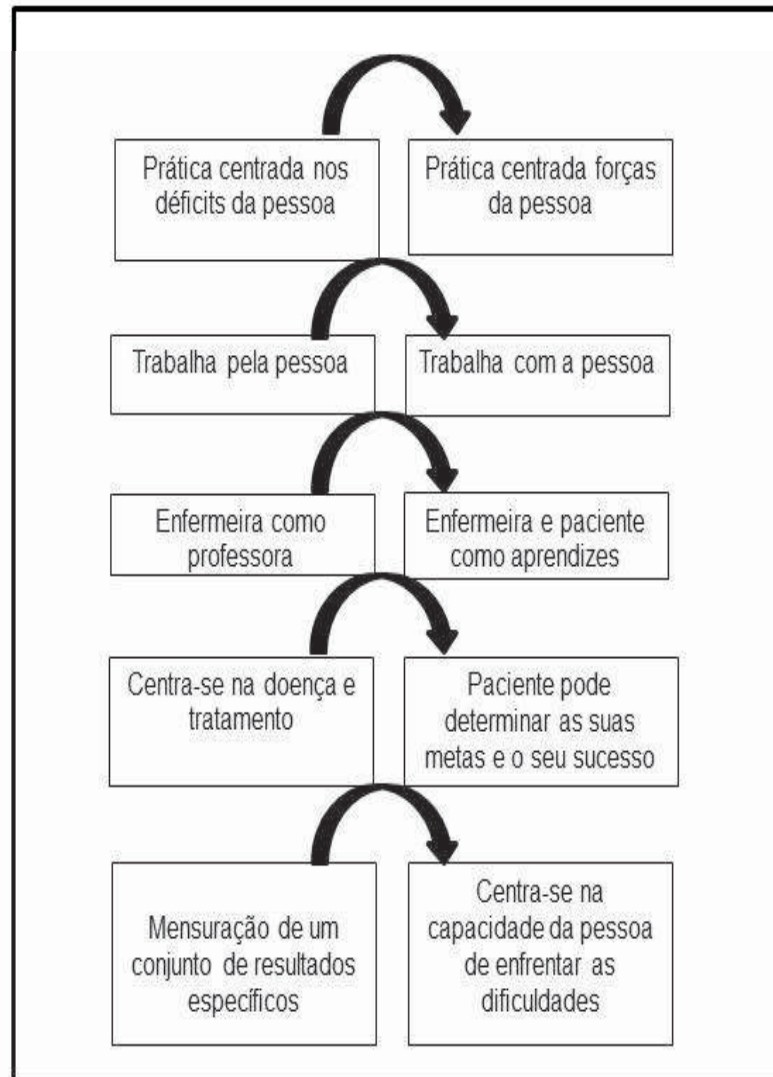 Prática centrada nos
déficits da pessoa
Prática centrada forças
da pessoa
Trabalha pela pessoa
Trabalha com a pessoa
Enfermeira como
professora
Enfermeira e paciente
como aprendizes
Centra-se na doença e
tratamento
Paciente pode
determinar as suas
metas e o seu sucesso
Mensuração de um
conjunto de resultados
específicos
Centra-se na
capacidade da pessoa
de enfrentar as
dificuldades